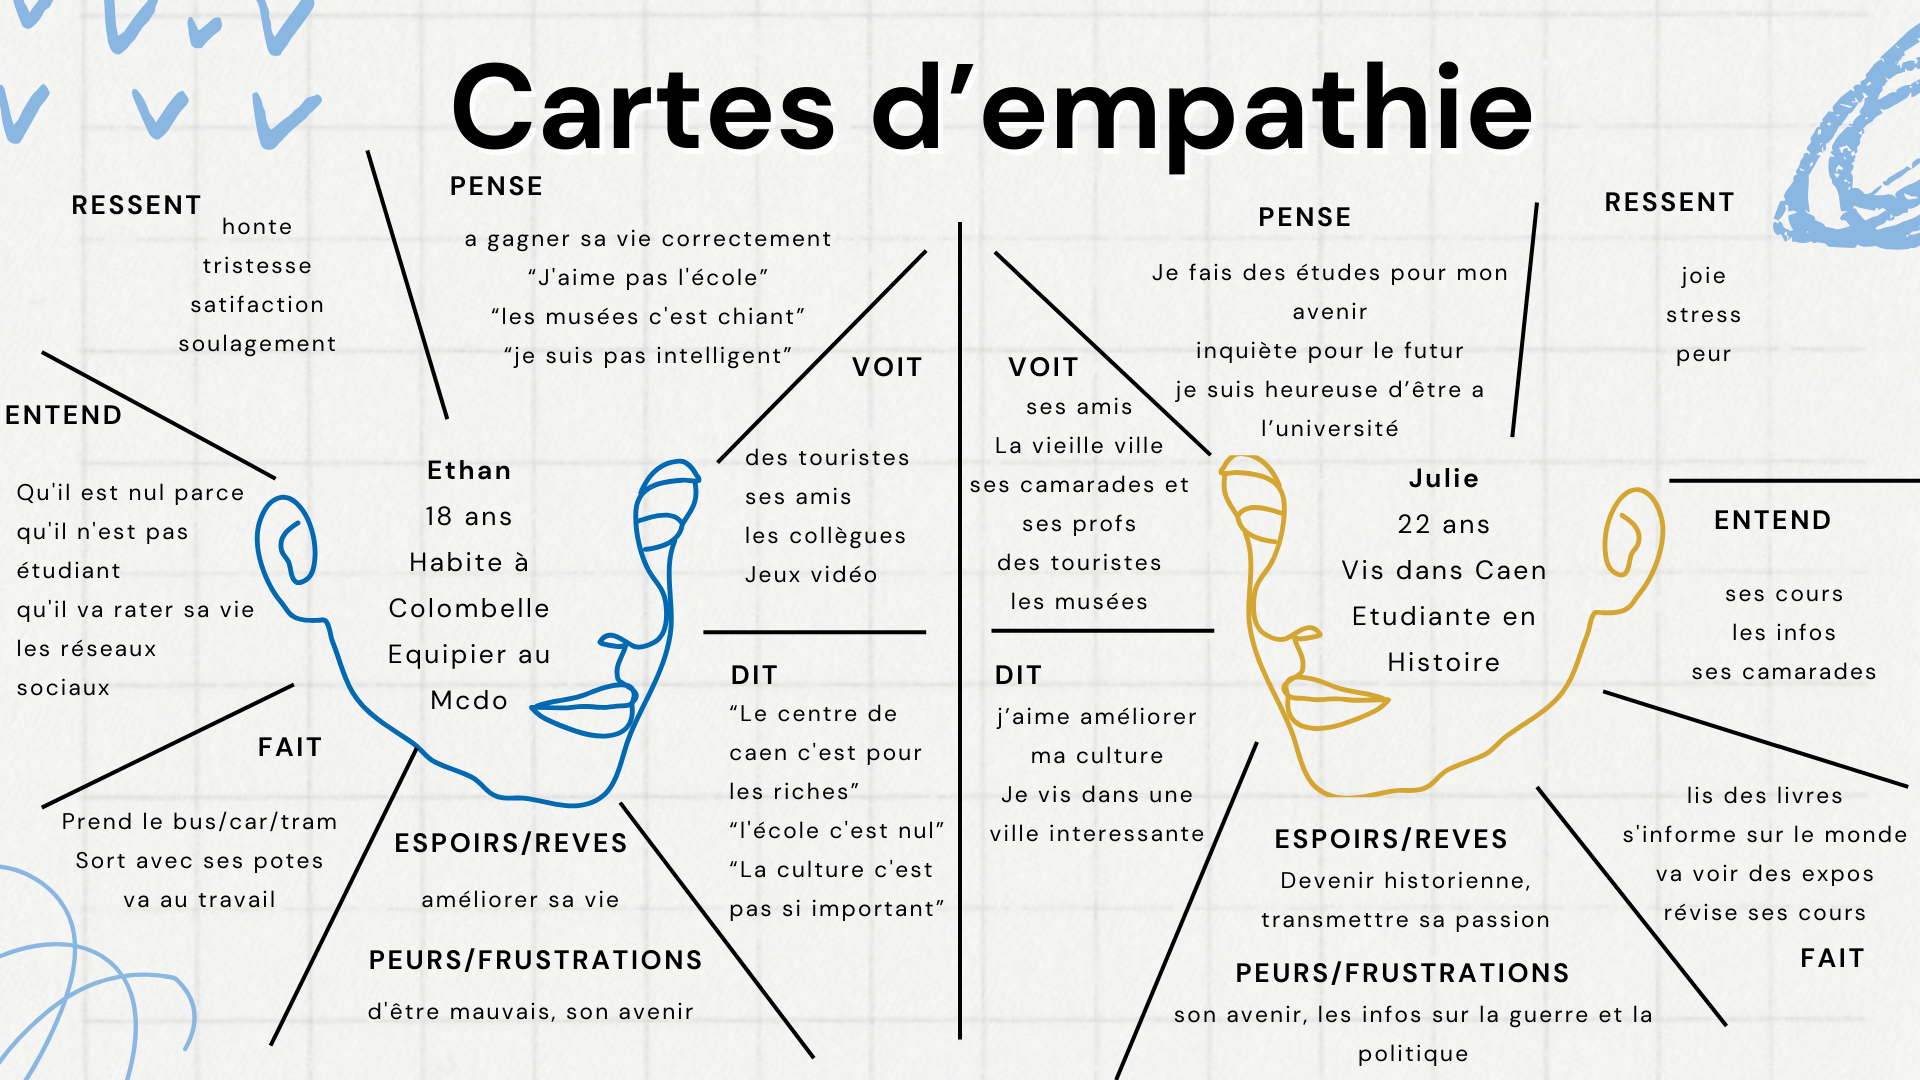 Cartes d’empathie
RESSENT
honte
tristesse
satifaction
soulagement
PENSE
a gagner sa vie correctement
“J'aime pas l'école”
“les musées c'est chiant”
“je suis pas intelligent”
VOIT
des touristes
ses amis
les collègues
Jeux vidéo
ENTEND
Qu'il est nul parce
qu'il n'est pas
étudiant
qu'il va rater sa vie
les réseaux
sociaux
Ethan
18 ans
Habite à
Colombelle
Equipier au
Mcdo
DIT
“Le centre de
caen c'est pour
les riches”
“l'école c'est nul”
“La culture c'est
pas si important”
FAIT
Prend le bus/car/tram
Sort avec ses potes
va au travail
ESPOIRS/REVES
améliorer sa vie
PEURS/FRUSTRATIONS
d'être mauvais, son avenir
PENSE
Je fais des études pour mon
avenir
inquiète pour le futur
je suis heureuse d’être a
l’université
RESSENT
joie
stress
peur
VOIT
ses amis
La vieille ville
ses camarades et
ses profs
des touristes
les musées
Julie
22 ans
Vis dans Caen
Etudiante en
Histoire
ENTEND
ses cours
les infos
ses camarades
DIT
j’aime améliorer
ma culture
Je vis dans une
ville interessante
ESPOIRS/REVES
Devenir historienne,
transmettre sa passion
PEURS/FRUSTRATIONS
son avenir, les infos sur la guerre et la
politique
lis des livres
s'informe sur le monde
va voir des expos
révise ses cours
FAIT